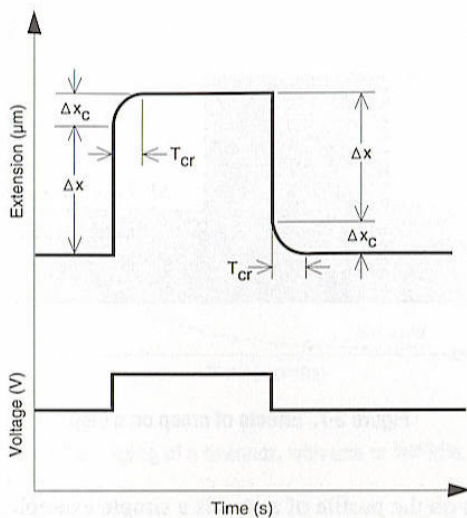 Extension (μm)
Δx_c
Δx
T_cr
Δx
Δx_c
T_cr
Voltage (V)
Time (s)